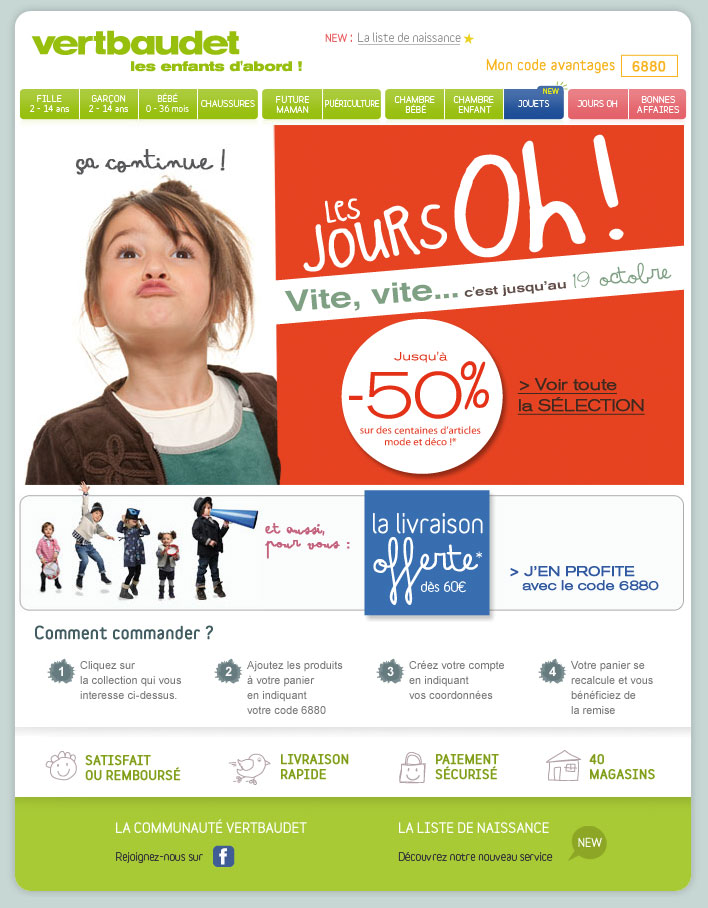 vertbaudet
les enfants d'abord !
NEW : La liste de naissance
Mon code avantages 6880
FILLE
2 - 14 ans
GARÇON
2 - 14 ans
BÉBÉ
0 - 36 mois
CHAUSSURES
FUTURE
MAMAN
PUÉRICULTURE
CHAMBRE
BÉBÉ
CHAMBRE
ENFANT
NEW
JOUETS
JOURS OH
BONNES
AFFAIRES
ça continue !
LES
JOURS Oh !
Vite, vite... c'est jusqu'au 19 octobre
Jusqu'à
-50%
sur des centaines d'articles
mode et déco !*
> Voir toute
la SÉLECTION
et aussi,
pour vous :
la livraison
offerte*
dès 60€
> J'EN PROFITE
avec le code 6880
Comment commander ?
1
Cliquez sur
la collection qui vous
interesse ci-dessus.
2
Ajoutez les produits
à votre panier
en indiquant
votre code 6880
3
Créez votre compte
en indiquant
vos coordonnées
4
Votre panier se
recalcule et vous
bénéficiez de
la remise
SATISFAIT
OU REMBOURSÉ
LIVRAISON
RAPIDE
PAIEMENT
SÉCURISÉ
40
MAGASINS
LA COMMUNAUTÉ VERTBAUDET
Rejoignez-nous sur f
LA LISTE DE NAISSANCE
Découvrez notre nouveau service
NEW